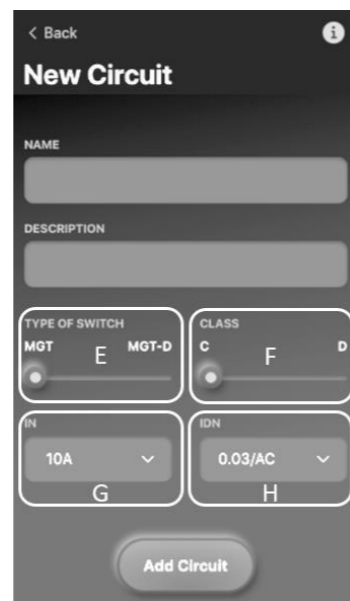 < Back
New Circuit
NAME
DESCRIPTION
TYPE OF SWITCH
MGT E MGT-D
CLASS
C F D
IN
10A
G
IDN
0.03/AC
H
Add Circuit